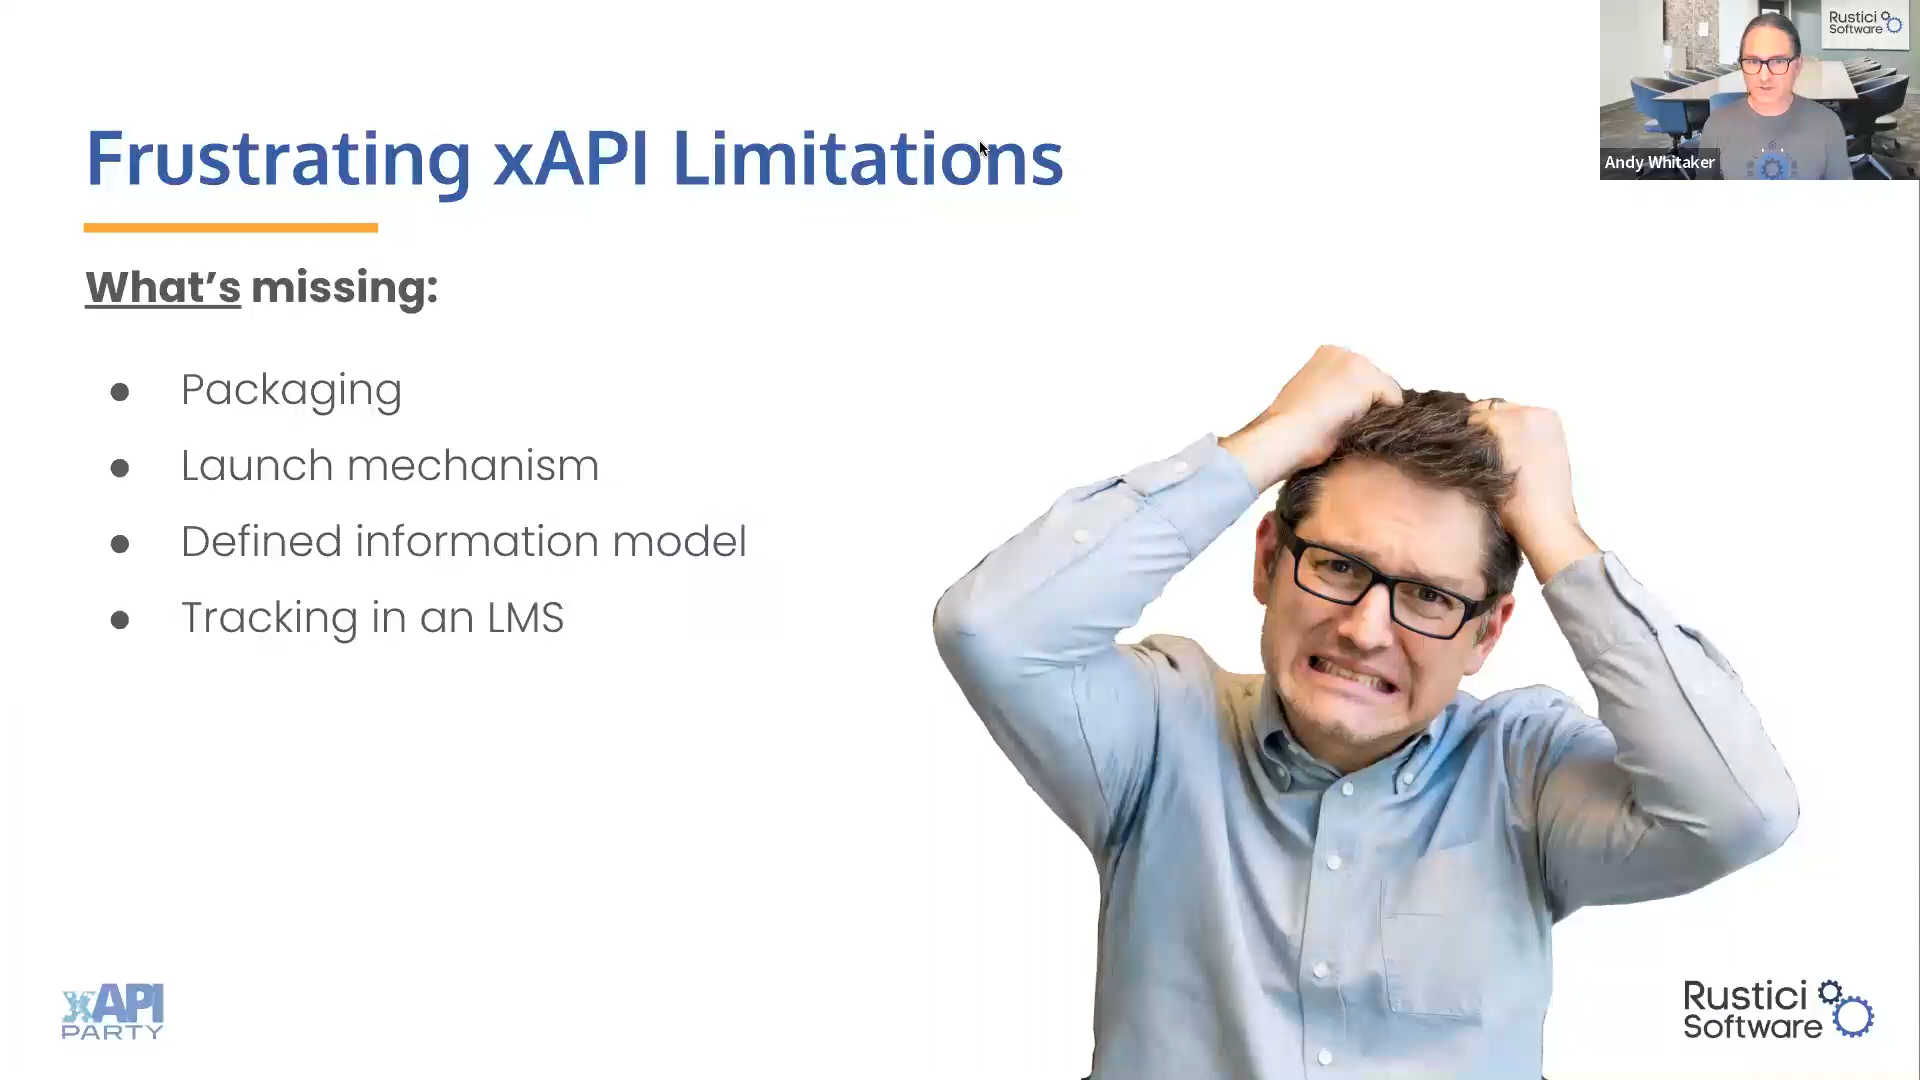 Rustici
Software
Andy Whitaker
Frustrating xAPI Limitations
What's missing:
● Packaging
● Launch mechanism
● Defined information model
● Tracking in an LMS
xAPI
PARTY
Rustici
Software